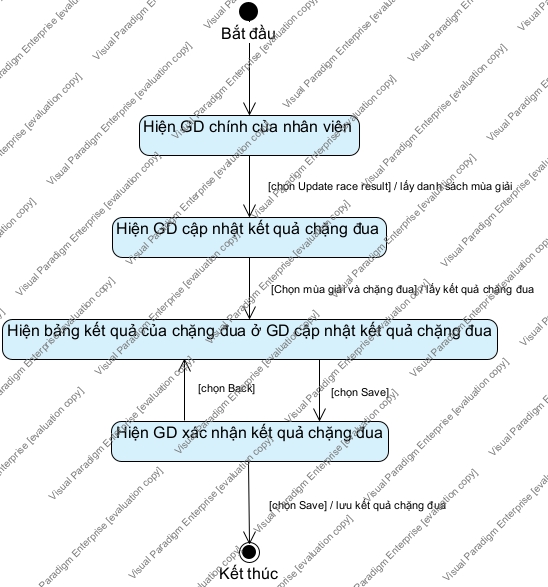 Bắt đầu
Hiện GD chính của nhân viên
[chọn Update race result] / lấy danh sách mùa giải
Hiện GD cập nhật kết quả chặng đua
[Chọn mùa giải và chặng đua] / lấy kết quả chặng đua
Hiện bảng kết quả của chặng đua ở GD cập nhật kết quả chặng đua
[chọn Back]
[chọn Save]
Hiện GD xác nhận kết quả chặng đua
[chọn Save] / lưu kết quả chặng đua
Kết thúc
Visual Paradigm Enterprise [evaluation copy]